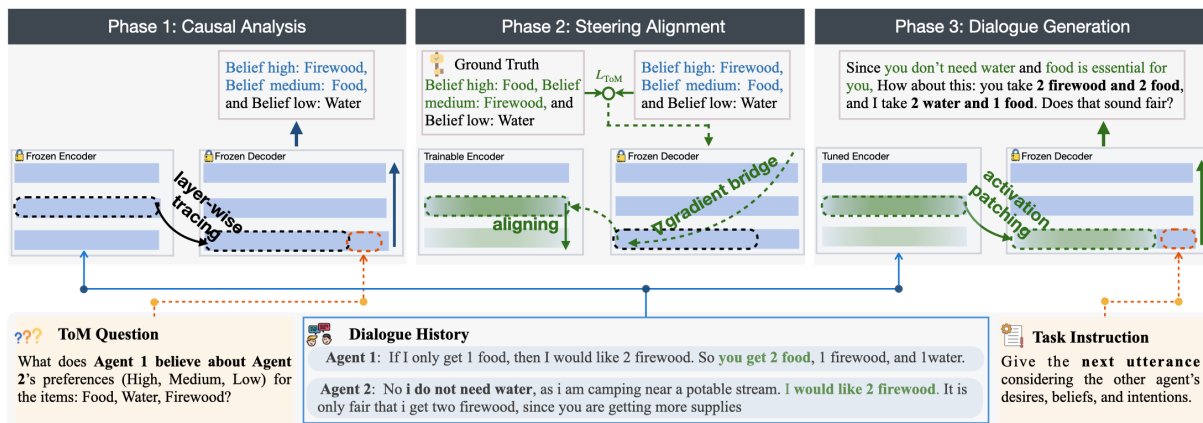 Phase 1: Causal Analysis
Belief high: Firewood,
Belief medium: Food,
and Belief low: Water
Frozen Encoder
Frozen Decoder
layer-wise
tracing
Phase 2: Steering Alignment
Ground Truth
Belief high: Food, Belief
medium: Firewood, and
Belief low: Water
L_ToM
Belief high: Firewood,
Belief medium: Food,
and Belief low: Water
Trainable Encoder
Frozen Decoder
aligning
∇gradient bridge
Phase 3: Dialogue Generation
Since you don't need water and food is essential for
you, How about this: you take 2 firewood and 2 food,
and I take 2 water and 1 food. Does that sound fair?
Tuned Encoder
Frozen Decoder
activation
patching
??? ToM Question
What does Agent 1 believe about Agent
2's preferences (High, Medium, Low) for
the items: Food, Water, Firewood?
Dialogue History
Agent 1: If I only get 1 food, then I would like 2 firewood. So you get 2 food, 1 firewood, and 1water.
Agent 2: No i do not need water, as i am camping near a potable stream. I would like 2 firewood. It is
only fair that i get two firewood, since you are getting more supplies
Task Instruction
Give the next utterance
considering the other agent's
desires, beliefs, and intentions.